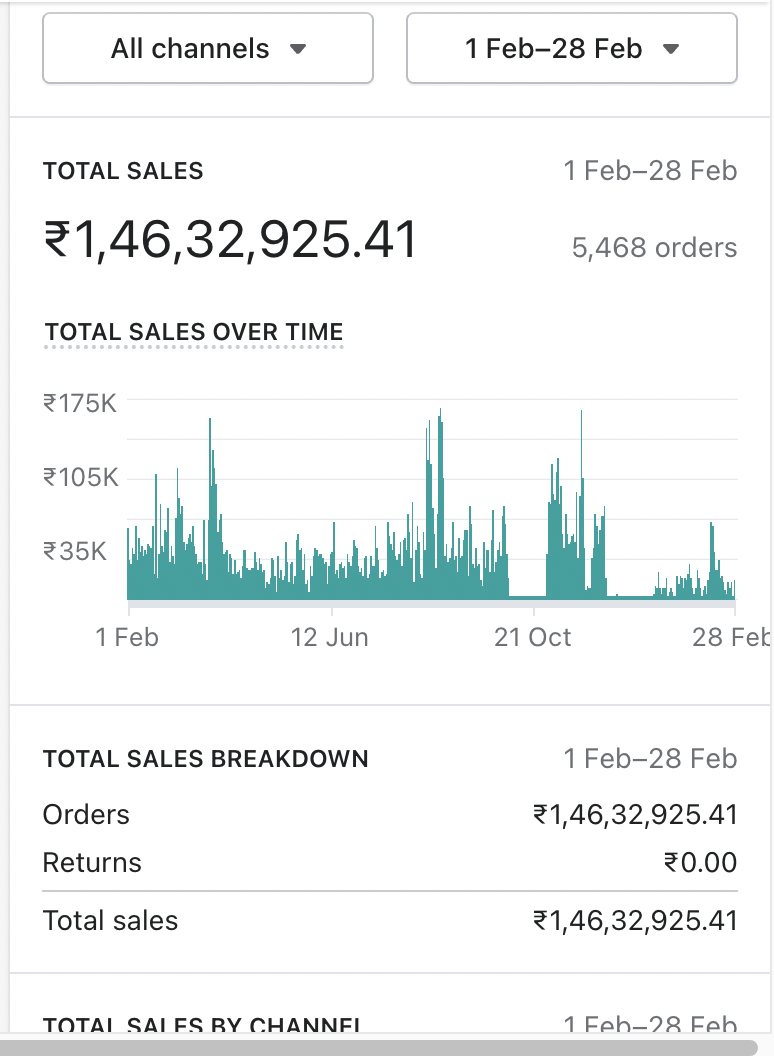 All channels
1 Feb–28 Feb
TOTAL SALES
1 Feb–28 Feb
₹1,46,32,925.41
5,468 orders
TOTAL SALES OVER TIME
₹175K
₹105K
₹35K
1 Feb
12 Jun
21 Oct
28 Feb
TOTAL SALES BREAKDOWN
1 Feb–28 Feb
Orders
₹1,46,32,925.41
Returns
₹0.00
Total sales
₹1,46,32,925.41
TOTAL SALES BY CHANNEL
1 Feb–28 Feb